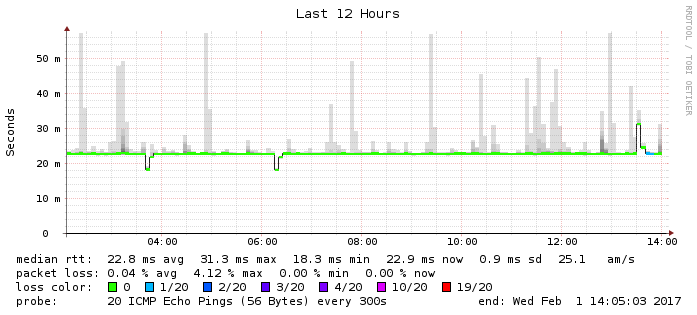 Last 12 Hours
RRDTOOL / TOBI OETIKER
Seconds
50 m
40 m
30 m
20 m
10 m
0
04:00 06:00 08:00 10:00 12:00 14:00
median rtt: 22.8 ms avg 31.3 ms max 18.3 ms min 22.9 ms now 0.9 ms sd 25.1 am/s
packet loss: 0.04 % avg 4.12 % max 0.00 % min 0.00 % now
loss color: 0 1/20 2/20 3/20 4/20 10/20 19/20
probe: 20 ICMP Echo Pings (56 Bytes) every 300s end: Wed Feb 1 14:05:03 2017